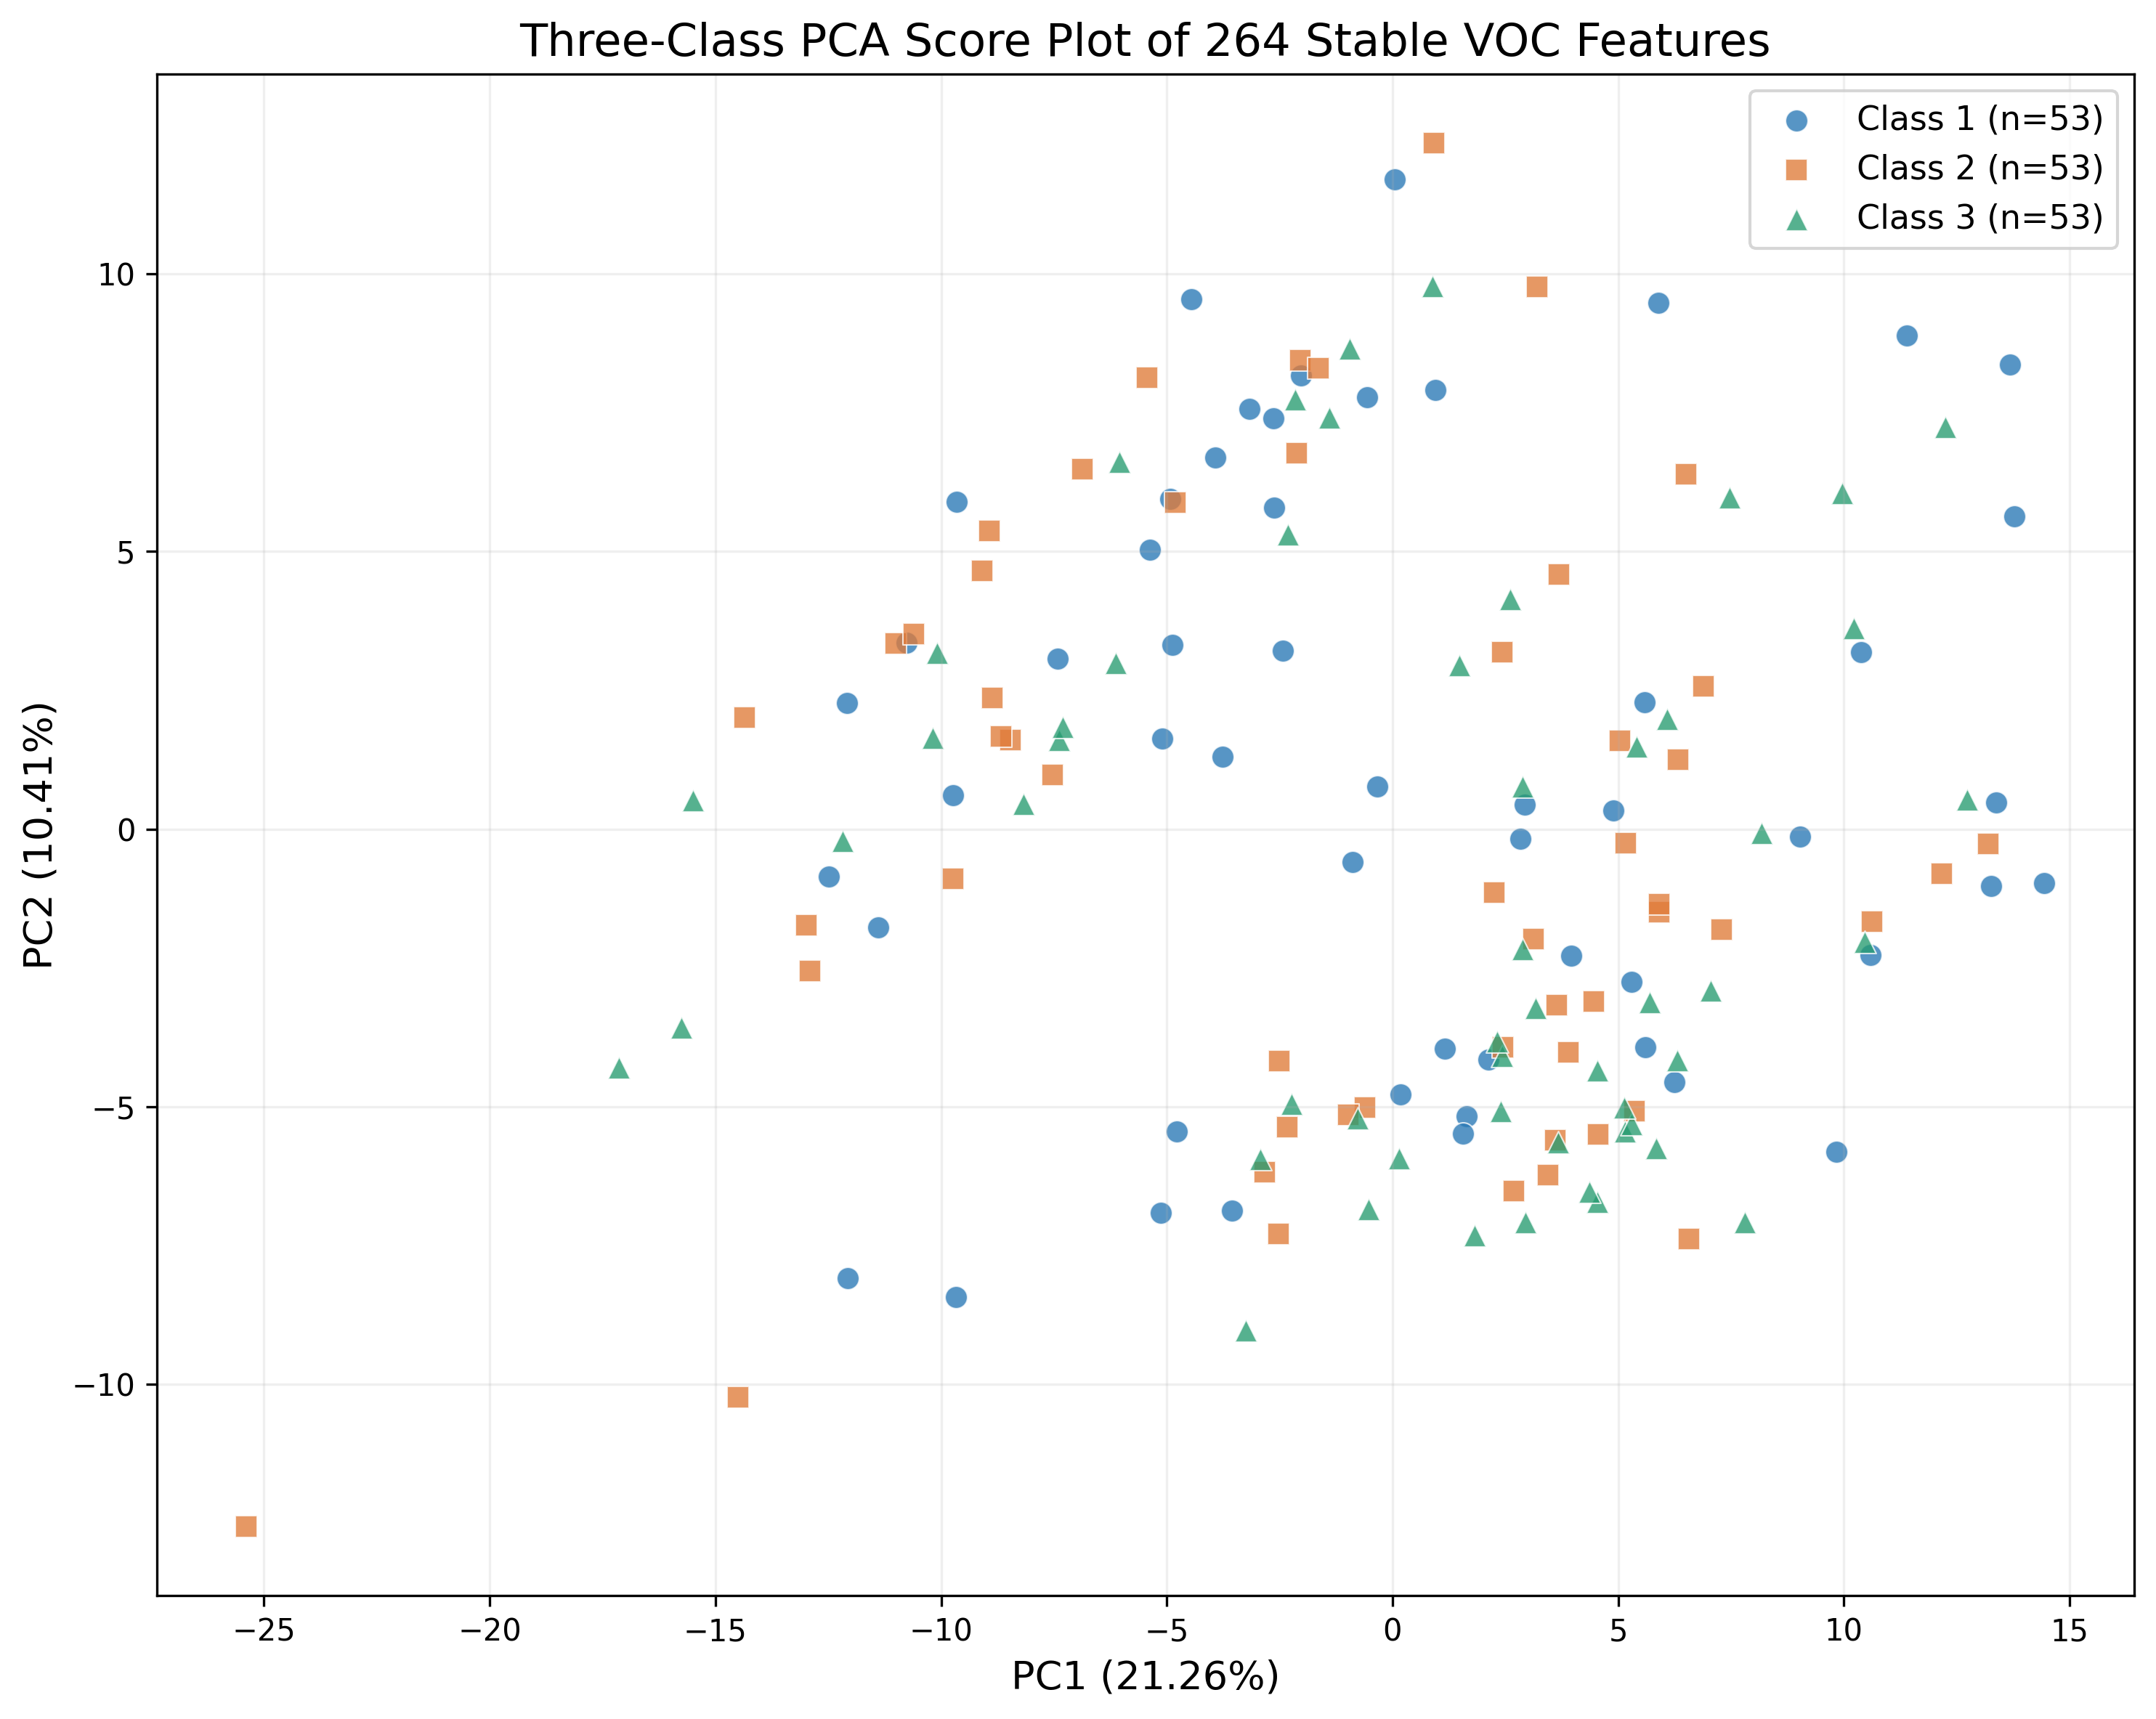 Three-Class PCA Score Plot of 264 Stable VOC Features
Class 1 (n=53)
Class 2 (n=53)
Class 3 (n=53)
10
5
0
−5
−10
PC2 (10.41%)
−25
−20
−15
−10
−5
0
5
10
15
PC1 (21.26%)